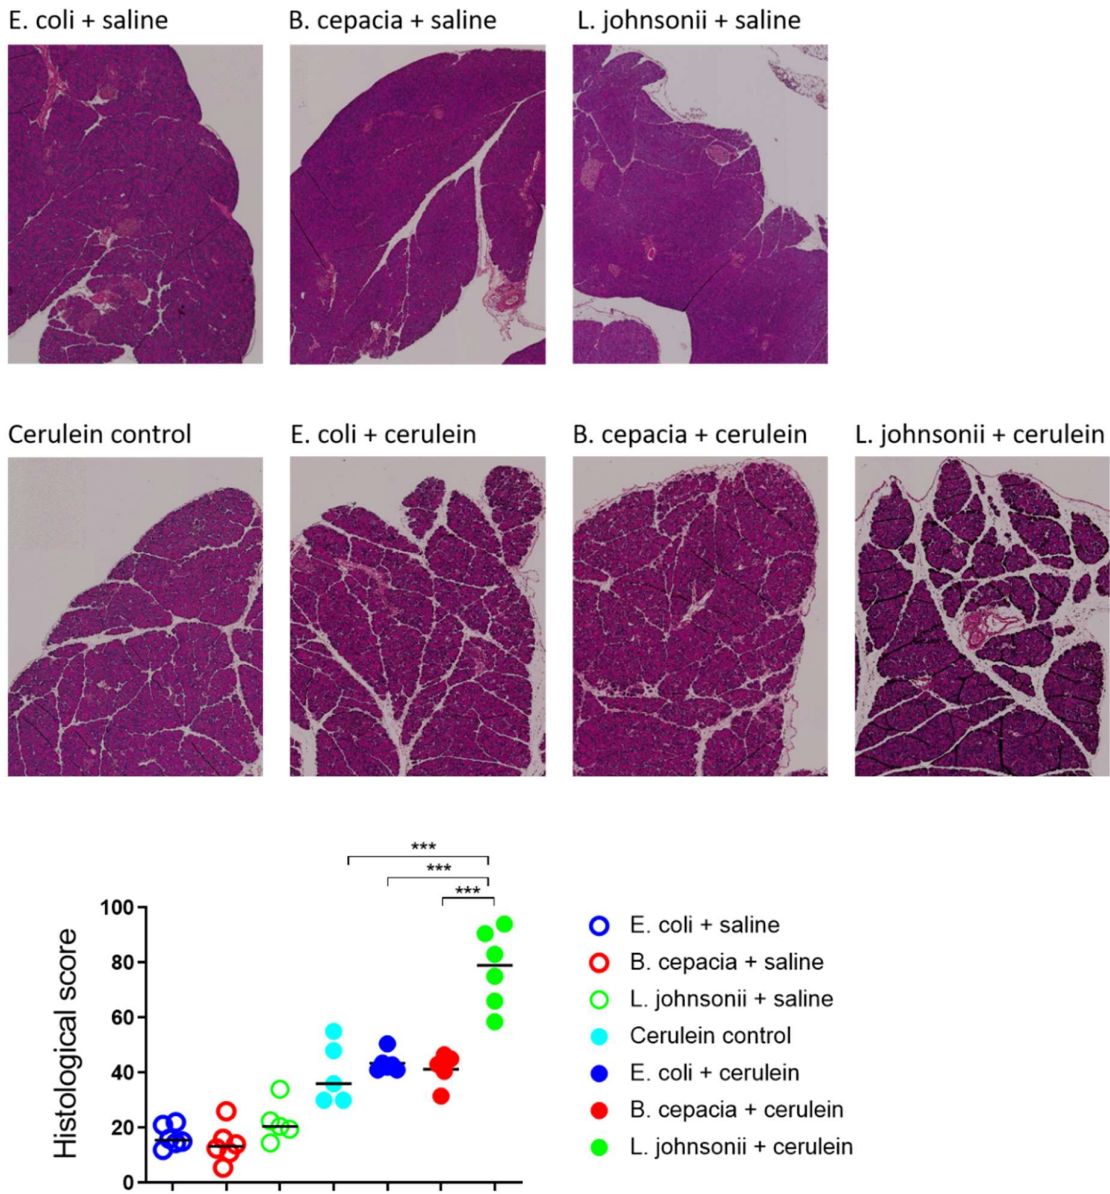 E. coli + saline
B. cepacia + saline
L. johnsonii + saline
Cerulein control
E. coli + cerulein
B. cepacia + cerulein
L. johnsonii + cerulein
***
***
***
Histological score
100
80
60
40
20
0
E. coli + saline
B. cepacia + saline
L. johnsonii + saline
Cerulein control
E. coli + cerulein
B. cepacia + cerulein
L. johnsonii + cerulein